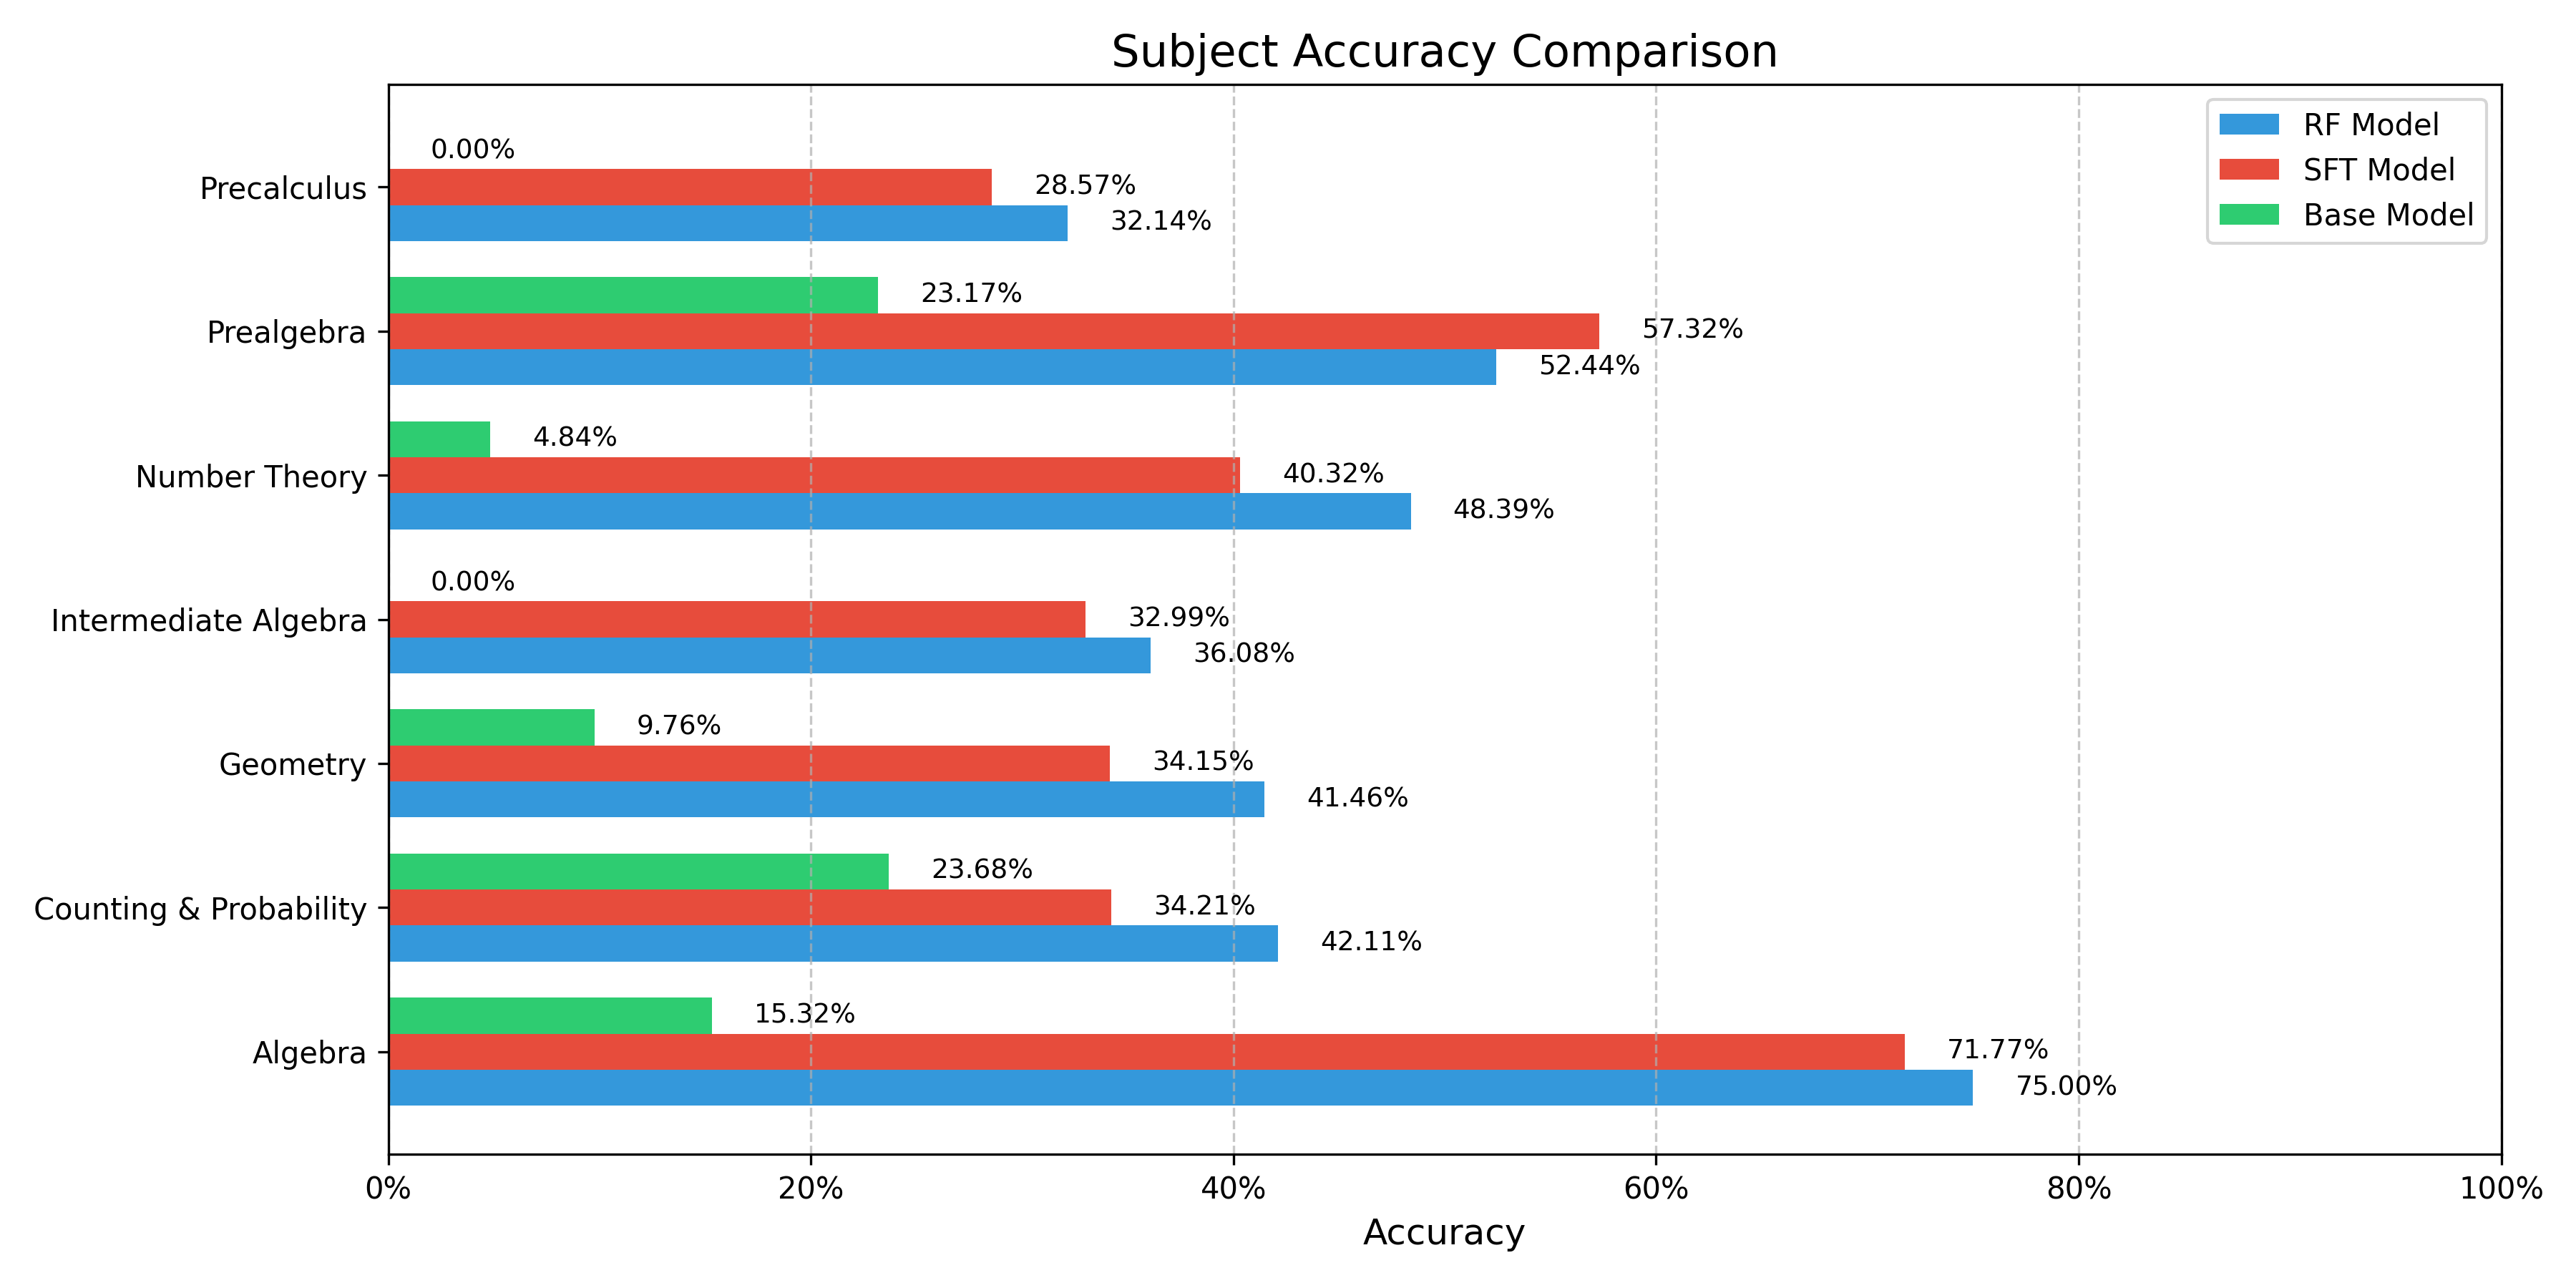 Subject Accuracy Comparison
RF Model
SFT Model
Base Model
Precalculus
0.00%
28.57%
32.14%
Prealgebra
23.17%
57.32%
52.44%
Number Theory
4.84%
40.32%
48.39%
Intermediate Algebra
0.00%
32.99%
36.08%
Geometry
9.76%
34.15%
41.46%
Counting & Probability
23.68%
34.21%
42.11%
Algebra
15.32%
71.77%
75.00%
0% 20% 40% 60% 80% 100%
Accuracy